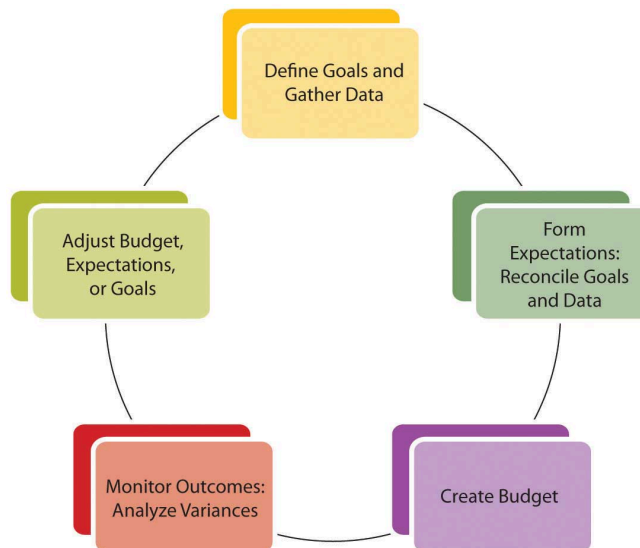 Define Goals and
Gather Data
Form
Expectations:
Reconcile Goals
and Data
Create Budget
Monitor Outcomes:
Analyze Variances
Adjust Budget,
Expectations,
or Goals